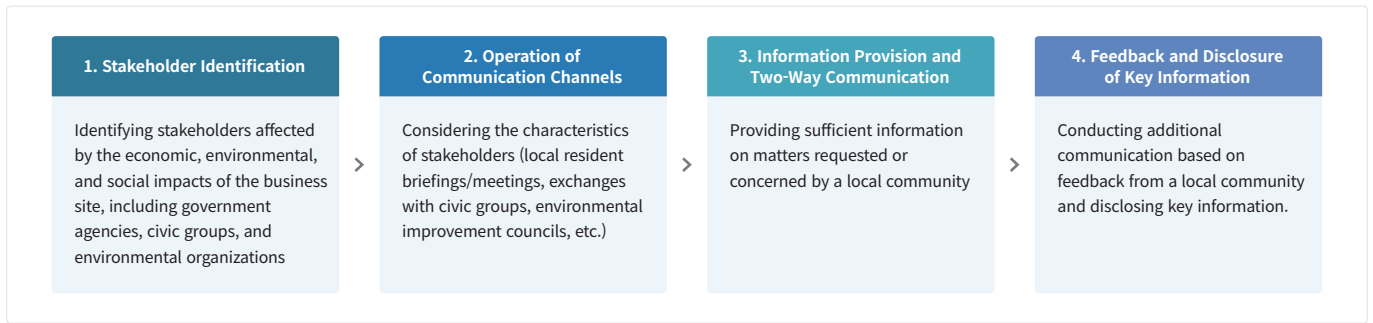 1. Stakeholder Identification
Identifying stakeholders affected
by the economic, environmental,
and social impacts of the business
site, including government
agencies, civic groups, and
environmental organizations
2. Operation of
Communication Channels
Considering the characteristics
of stakeholders (local resident
briefings/meetings, exchanges
with civic groups, environmental
improvement councils, etc.)
3. Information Provision and
Two-Way Communication
Providing sufficient information
on matters requested or
concerned by a local community
4. Feedback and Disclosure
of Key Information
Conducting additional
communication based on
feedback from a local community
and disclosing key information.